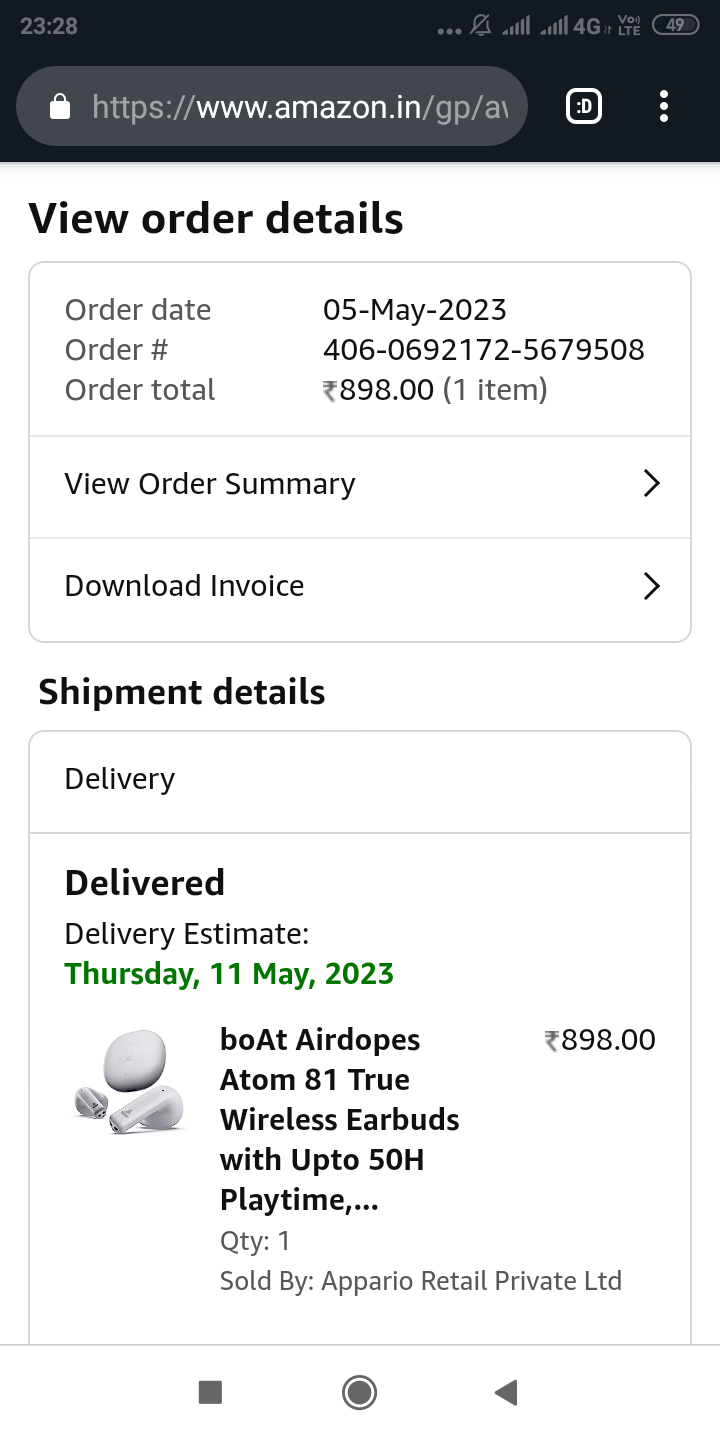 23:28
4G
Vo)
LTE
49
https://www.amazon.in/gp/a
:D
View order details
Order date 05-May-2023
Order # 406-0692172-5679508
Order total ₹898.00 (1 item)
View Order Summary
Download Invoice
Shipment details
Delivery
Delivered
Delivery Estimate:
Thursday, 11 May, 2023
boAt Airdopes ₹898.00
Atom 81 True
Wireless Earbuds
with Upto 50H
Playtime,...
Qty: 1
Sold By: Appario Retail Private Ltd